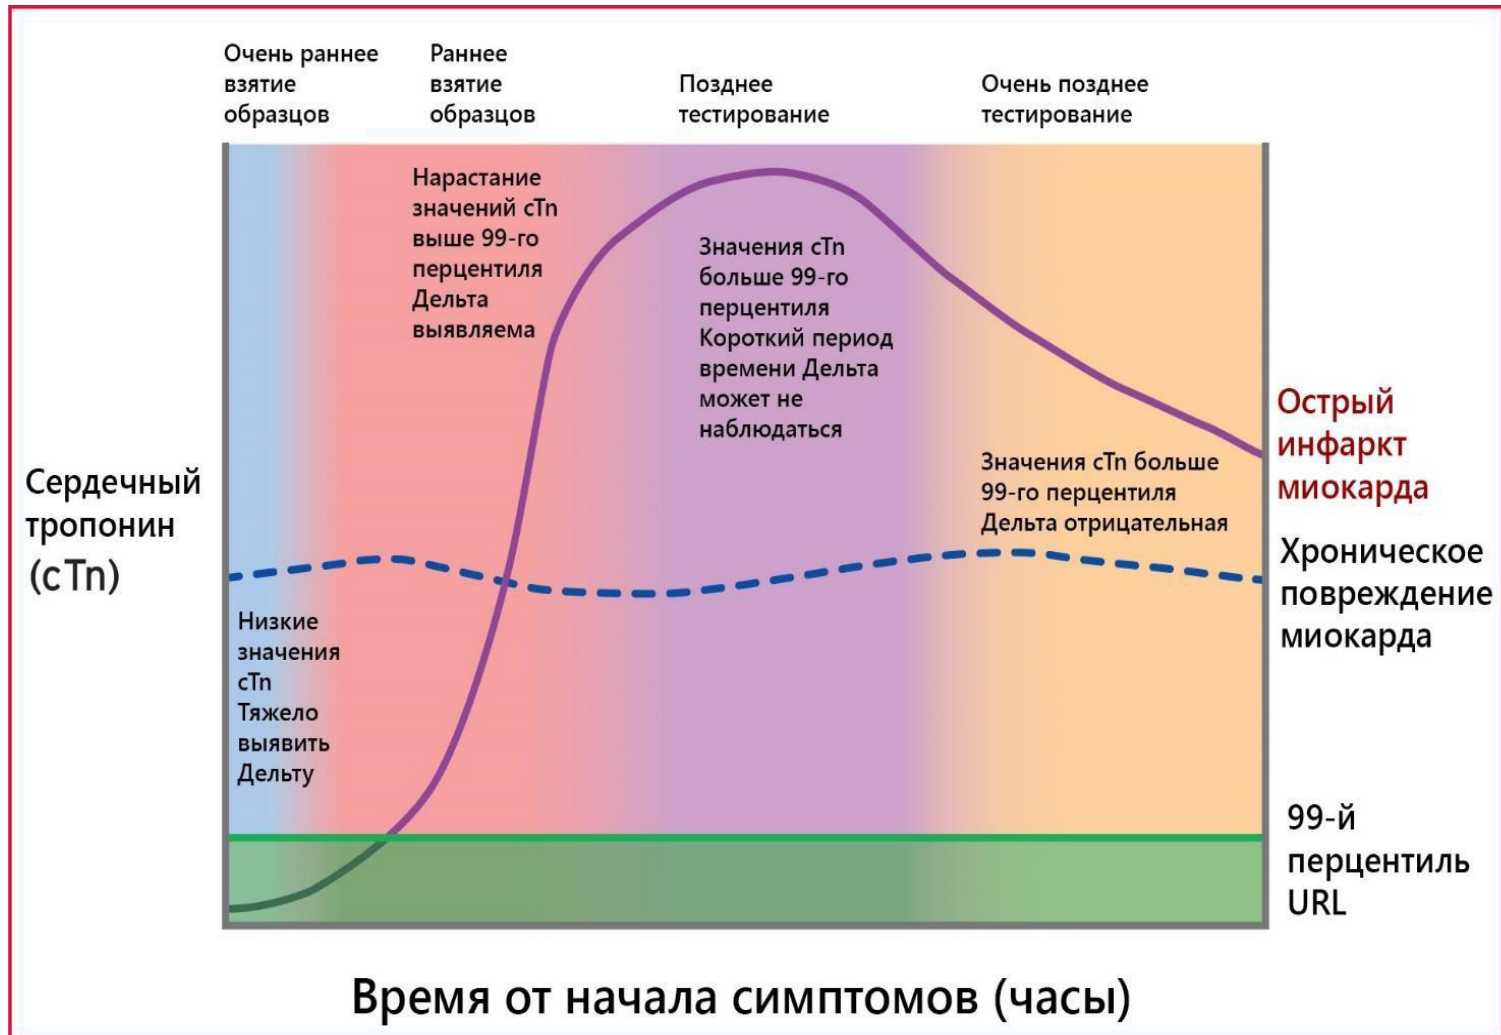 Очень раннее
взятие
образцов
Раннее
взятие
образцов
Позднее
тестирование
Очень позднее
тестирование
Нарастание
значений cTn
выше 99-го
перцентиля
Дельта
выявляема
Значения cTn
больше 99-го
перцентиля
Короткий период
времени Дельта
может не
наблюдаться
Значения cTn больше
99-го перцентиля
Дельта отрицательная
Низкие
значения
cTn
Тяжело
выявить
Дельту
Сердечный
тропонин
(cTn)
Острый
инфаркт
миокарда
Хроническое
повреждение
миокарда
99-й
перцентиль
URL
Время от начала симптомов (часы)